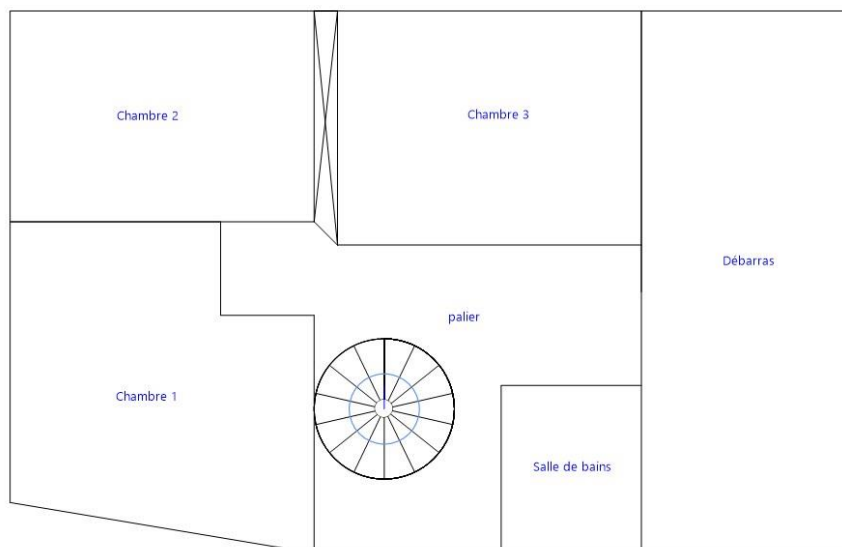 Chambre 2
Chambre 3
Débarras
palier
Chambre 1
Salle de bains